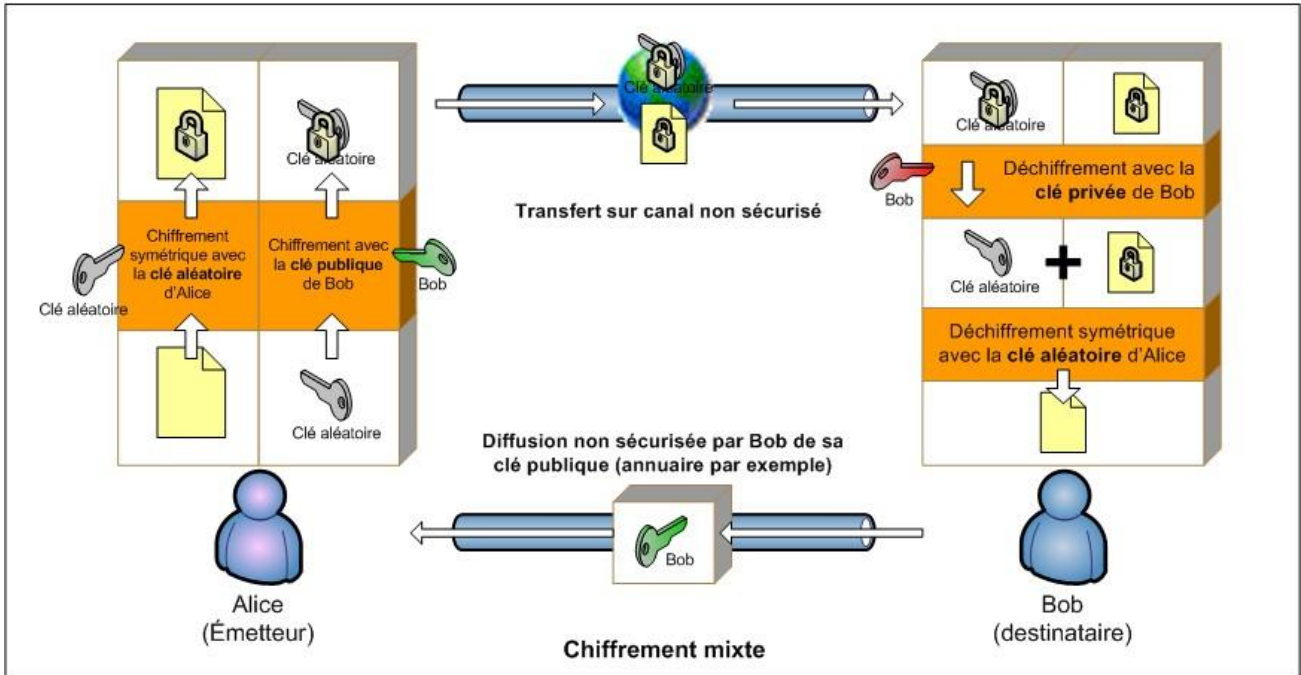 Clé aléatoire
Chiffrement
symétrique avec
la clé aléatoire
d'Alice
Clé aléatoire
Chiffrement avec
la clé publique
de Bob
Bob
Clé aléatoire
Clé aléatoire
Transfert sur canal non sécurisé
Clé aléatoire
Bob
Déchiffrement avec la
clé privée de Bob
Clé aléatoire
Déchiffrement symétrique
avec la clé aléatoire d'Alice
Diffusion non sécurisée par Bob de sa
clé publique (annuaire par exemple)
Bob
Alice
(Émetteur)
Bob
(destinataire)
Chiffrement mixte